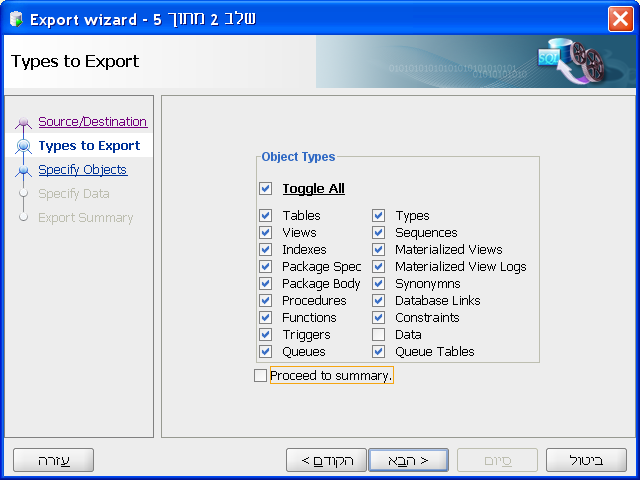 Export wizard - שלב 2 מתוך 5
Types to Export
SQL
010101010101010101010101010
01010101010
Source/Destination
Types to Export
Specify Objects
Specify Data
Export Summary
Object Types
Toggle All
Tables
Types
Views
Sequences
Indexes
Materialized Views
Package Spec
Materialized View Logs
Package Body
Synonymns
Procedures
Database Links
Functions
Constraints
Triggers
Data
Queues
Queue Tables
Proceed to summary.
עזרה
< הקודם
הבא >
סיום
ביטול